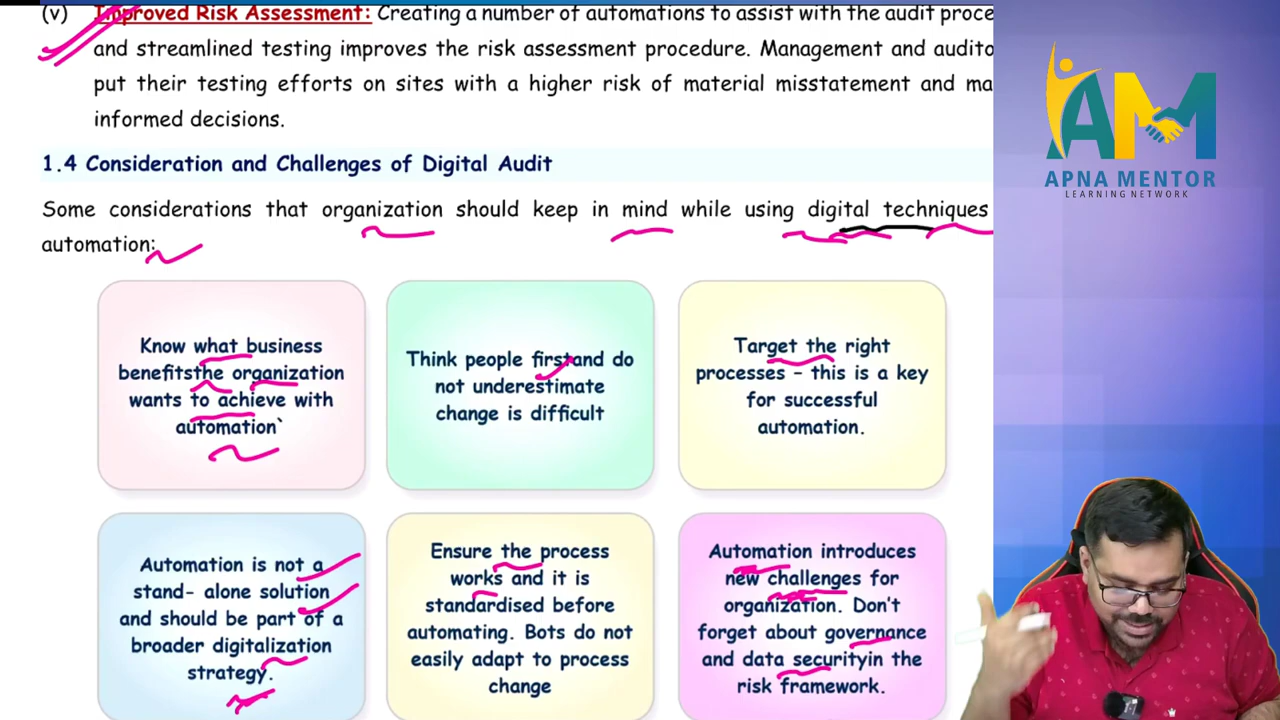 (v) Improved Risk Assessment: Creating a number of automations to assist with the audit proce
and streamlined testing improves the risk assessment procedure. Management and audito
put their testing efforts on sites with a higher risk of material misstatement and ma
informed decisions.
1.4 Consideration and Challenges of Digital Audit
Some considerations that organization should keep in mind while using digital techniques
automation:
Know what business
benefitsthe organization
wants to achieve with
automation`
Think people firstand do
not underestimate
change is difficult
Target the right
processes – this is a key
for successful
automation.
Automation is not a
stand- alone solution
and should be part of a
broader digitalization
strategy.
Ensure the process
works and it is
standardised before
automating. Bots do not
easily adapt to process
change
Automation introduces
new challenges for
organization. Don't
forget about governance
and data securityin the
risk framework.
AM
APNA MENTOR
LEARNING NETWORK